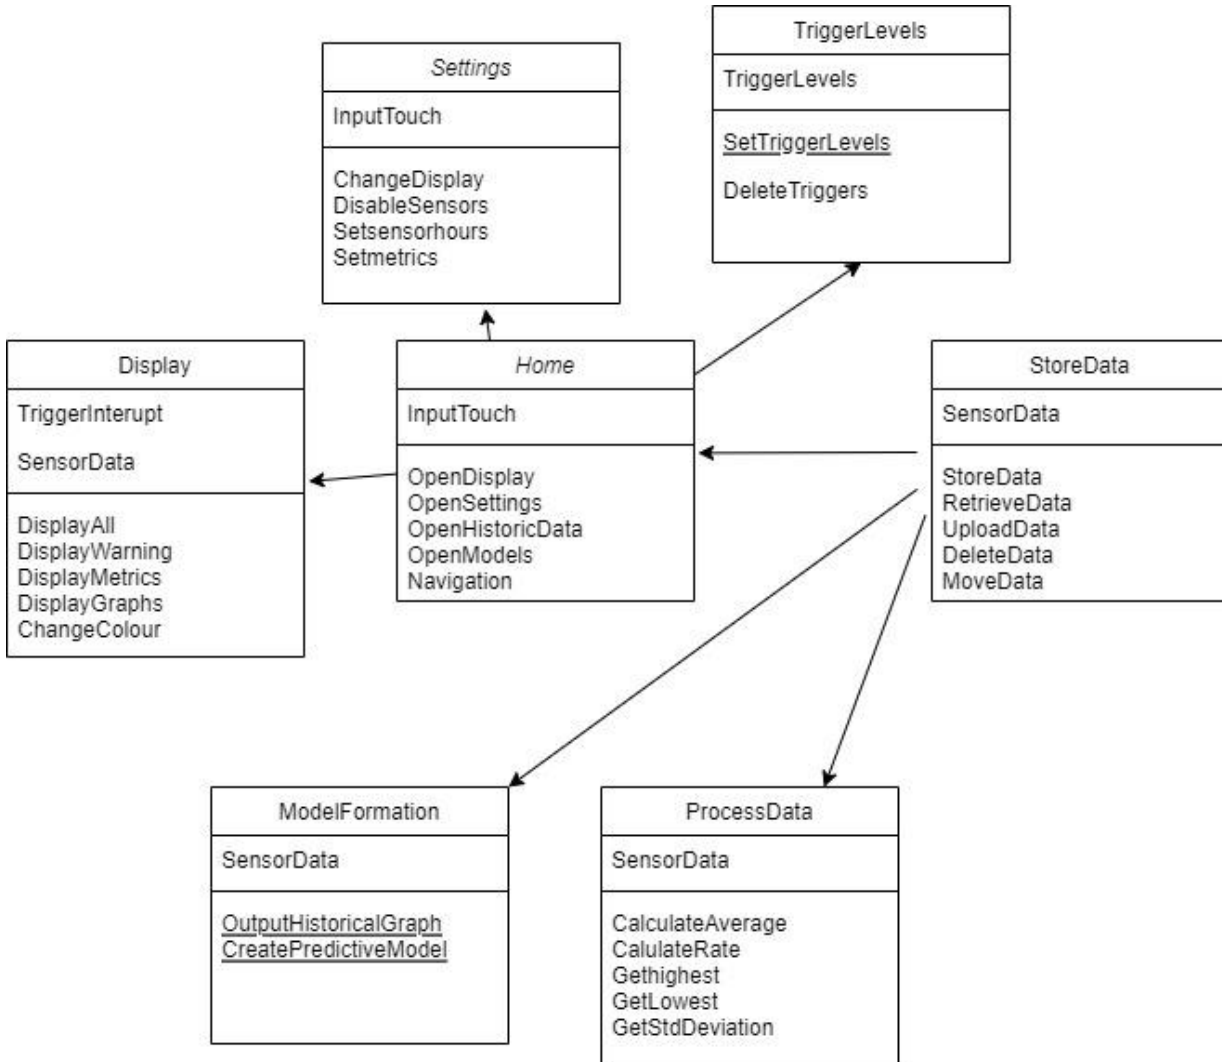 TriggerLevels
TriggerLevels
SetTriggerLevels
DeleteTriggers
Settings
InputTouch
ChangeDisplay
DisableSensors
Setsensorhours
Setmetrics
Display
TriggerInterupt
SensorData
DisplayAll
DisplayWarning
DisplayMetrics
DisplayGraphs
ChangeColour
Home
InputTouch
OpenDisplay
OpenSettings
OpenHistoricData
OpenModels
Navigation
StoreData
SensorData
StoreData
RetrieveData
UploadData
DeleteData
MoveData
ModelFormation
SensorData
OutputHistoricalGraph
CreatePredictiveModel
ProcessData
SensorData
CalculateAverage
CalulateRate
Gethighest
GetLowest
GetStdDeviation